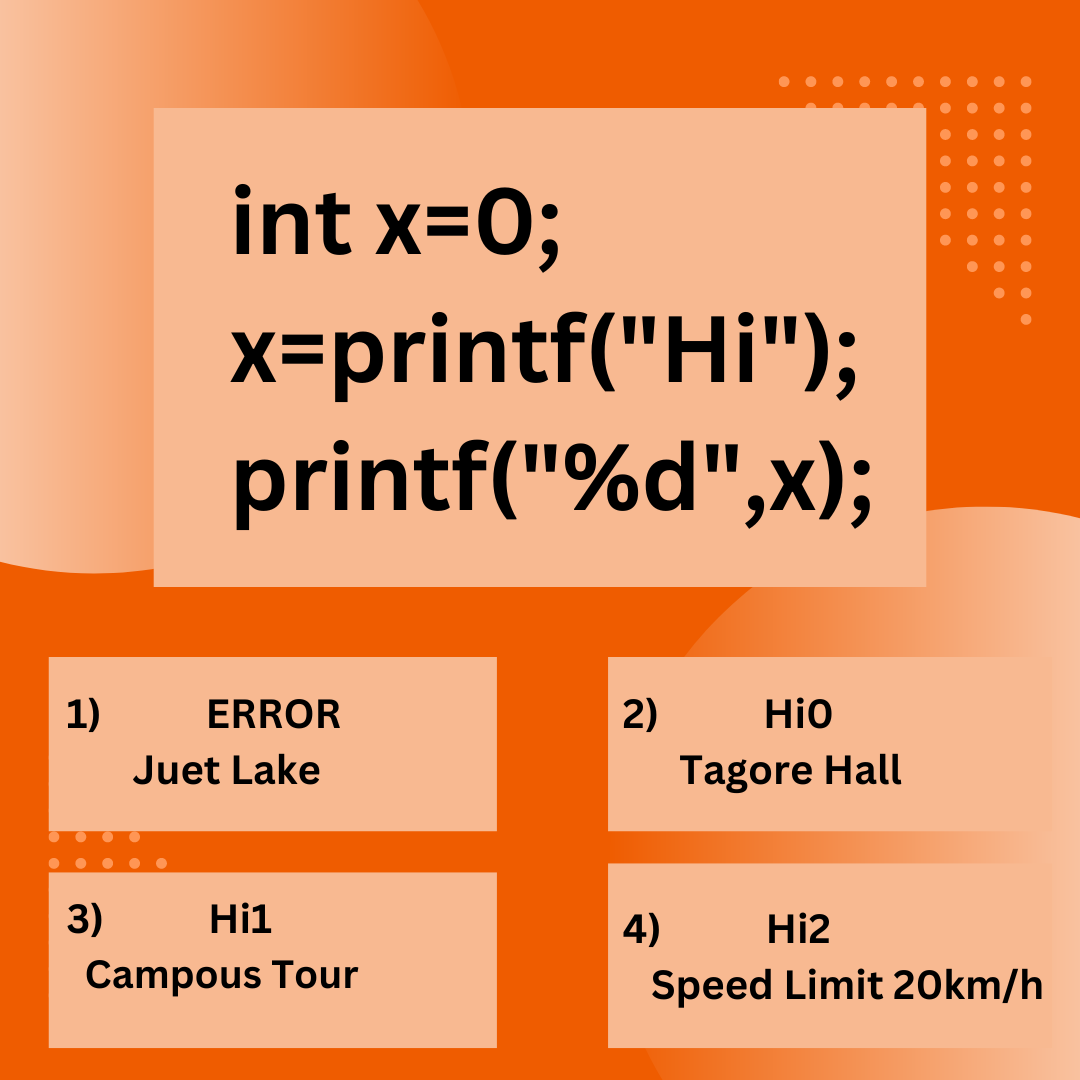 int x=0;
x=printf("Hi");
printf("%d",x);
1) ERROR
Juet Lake
2) Hi0
Tagore Hall
3) Hi1
Campous Tour
4) Hi2
Speed Limit 20km/h